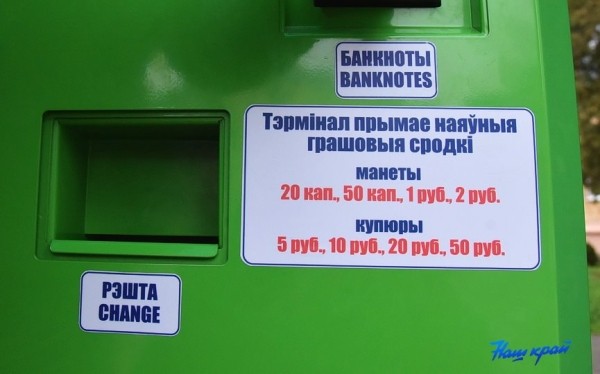 БАНКНОТЫ
BANKNOTES
Тэрмінал прымае наяўныя
грашовыя сродкі
манеты
20 кап., 50 кап., 1 руб., 2 руб.
купюры
5 руб., 10 руб., 20 руб., 50 руб.
РЭШТА
CHANGE
Наш край